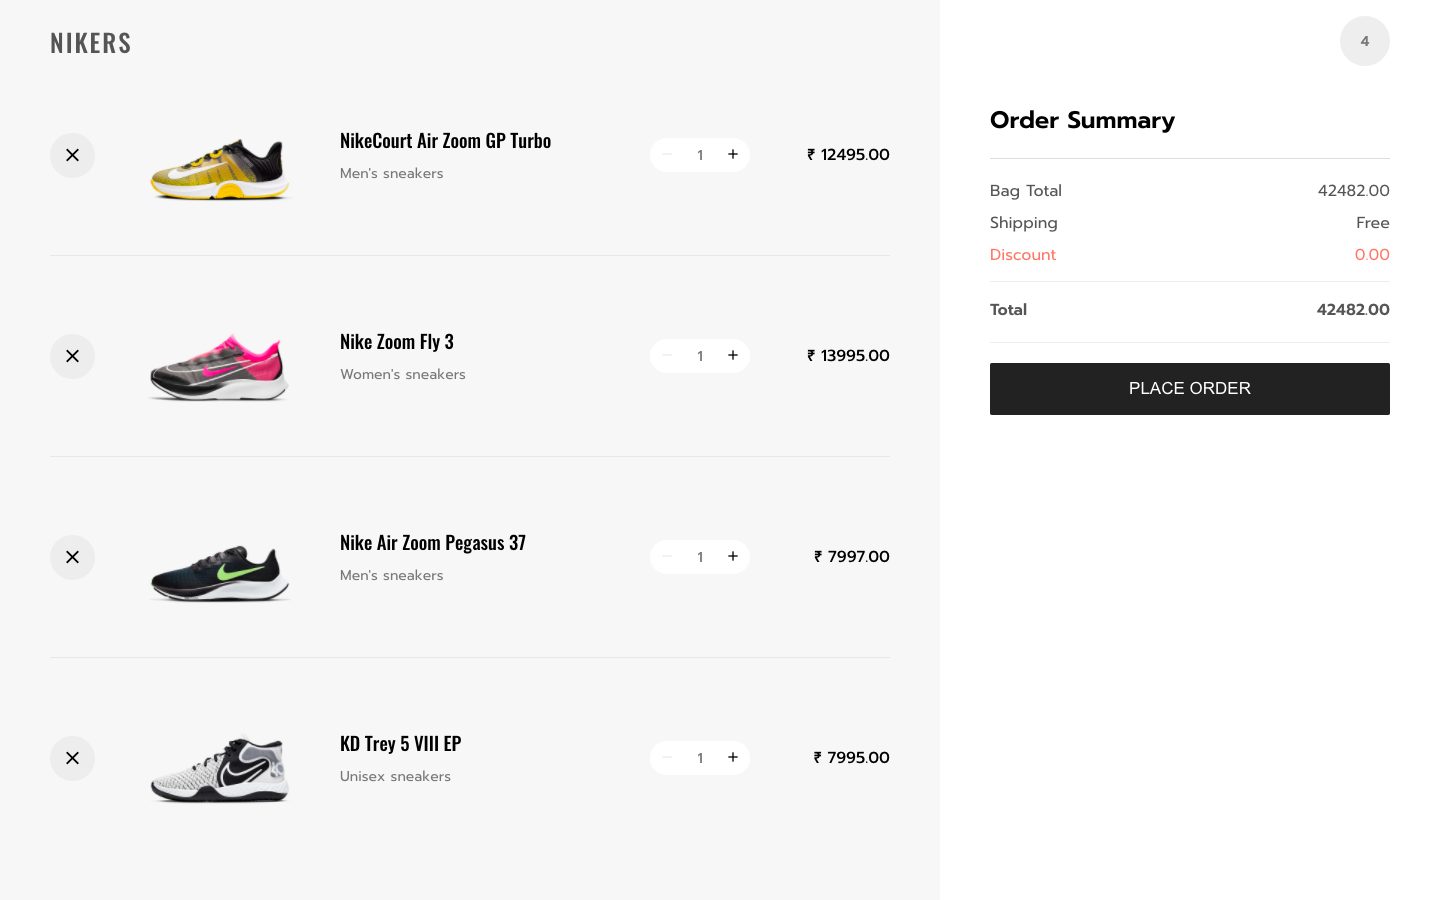 NIKERS
4
NikeCourt Air Zoom GP Turbo
Men's sneakers
1
₹ 12495.00
Nike Zoom Fly 3
Women's sneakers
1
₹ 13995.00
Nike Air Zoom Pegasus 37
Men's sneakers
1
₹ 7997.00
KD Trey 5 VIII EP
Unisex sneakers
1
₹ 7995.00
Order Summary
Bag Total 42482.00
Shipping Free
Discount 0.00
Total 42482.00
PLACE ORDER